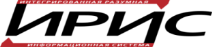 ИНТЕГРИРОВАННАЯ РАЗУМНАЯ
ИРИС
ИНФОРМАЦИОННАЯ СИСТЕМА